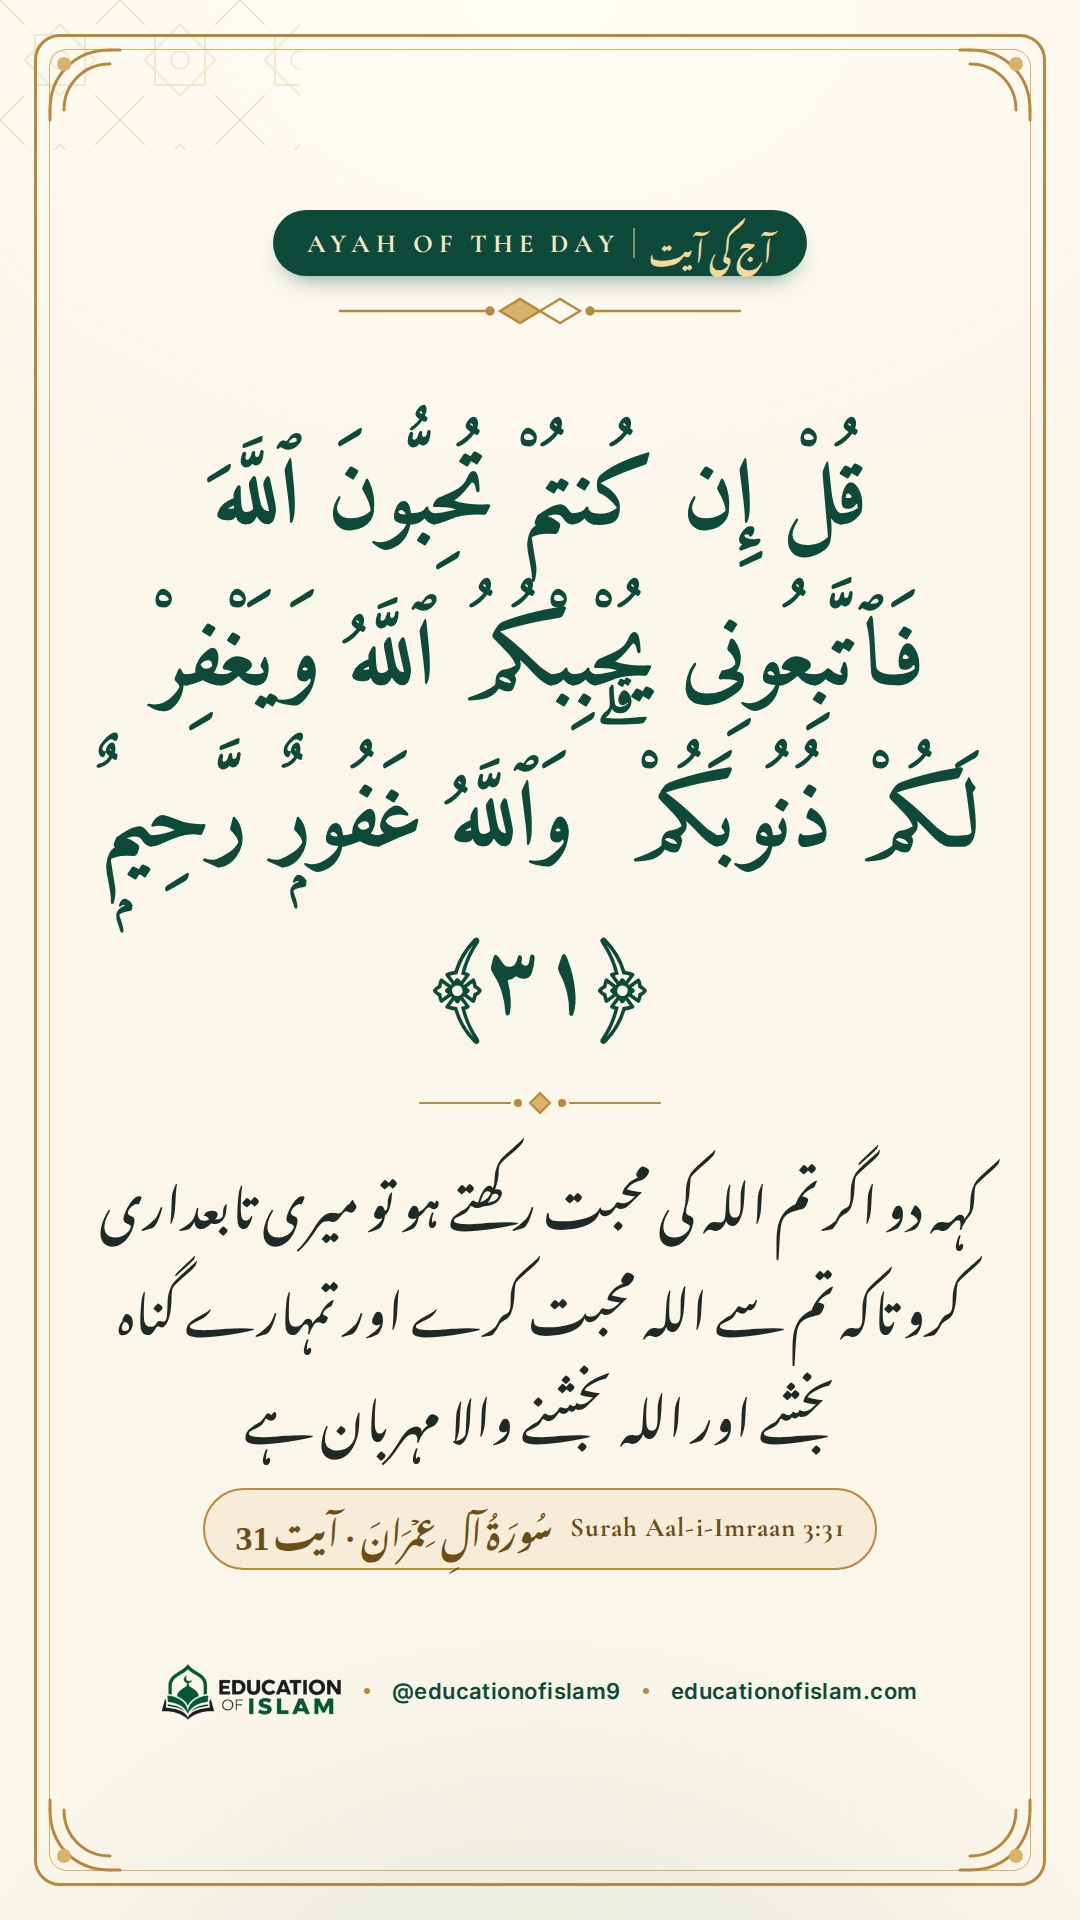 AYAH OF THE DAY | آج کی آیت
قُلْ إِن كُنتُمْ تُحِبُّونَ ٱللَّهَ
فَٱتَّبِعُونِى يُحْبِبْكُمُ ٱللَّهُ وَيَغْفِرْ
لَكُمْ ذُنُوبَكُمْ ۗ وَٱللَّهُ غَفُورٌۭ رَّحِيمٌۭ
﴿٣١﴾
کہہ دو اگر تم اللہ کی محبت رکھتے ہو تو میری تابعداری
کرو تاکہ تم سے اللہ محبت کرے اور تمہارے گناہ
بخشے اور اللہ بخشنے والا مہربان ہے
سُورَةُ آلِ عِمۡرَانَ · آیت 31 Surah Aal-i-Imraan 3:31
EDUCATION OF ISLAM • @educationofislam9 • educationofislam.com